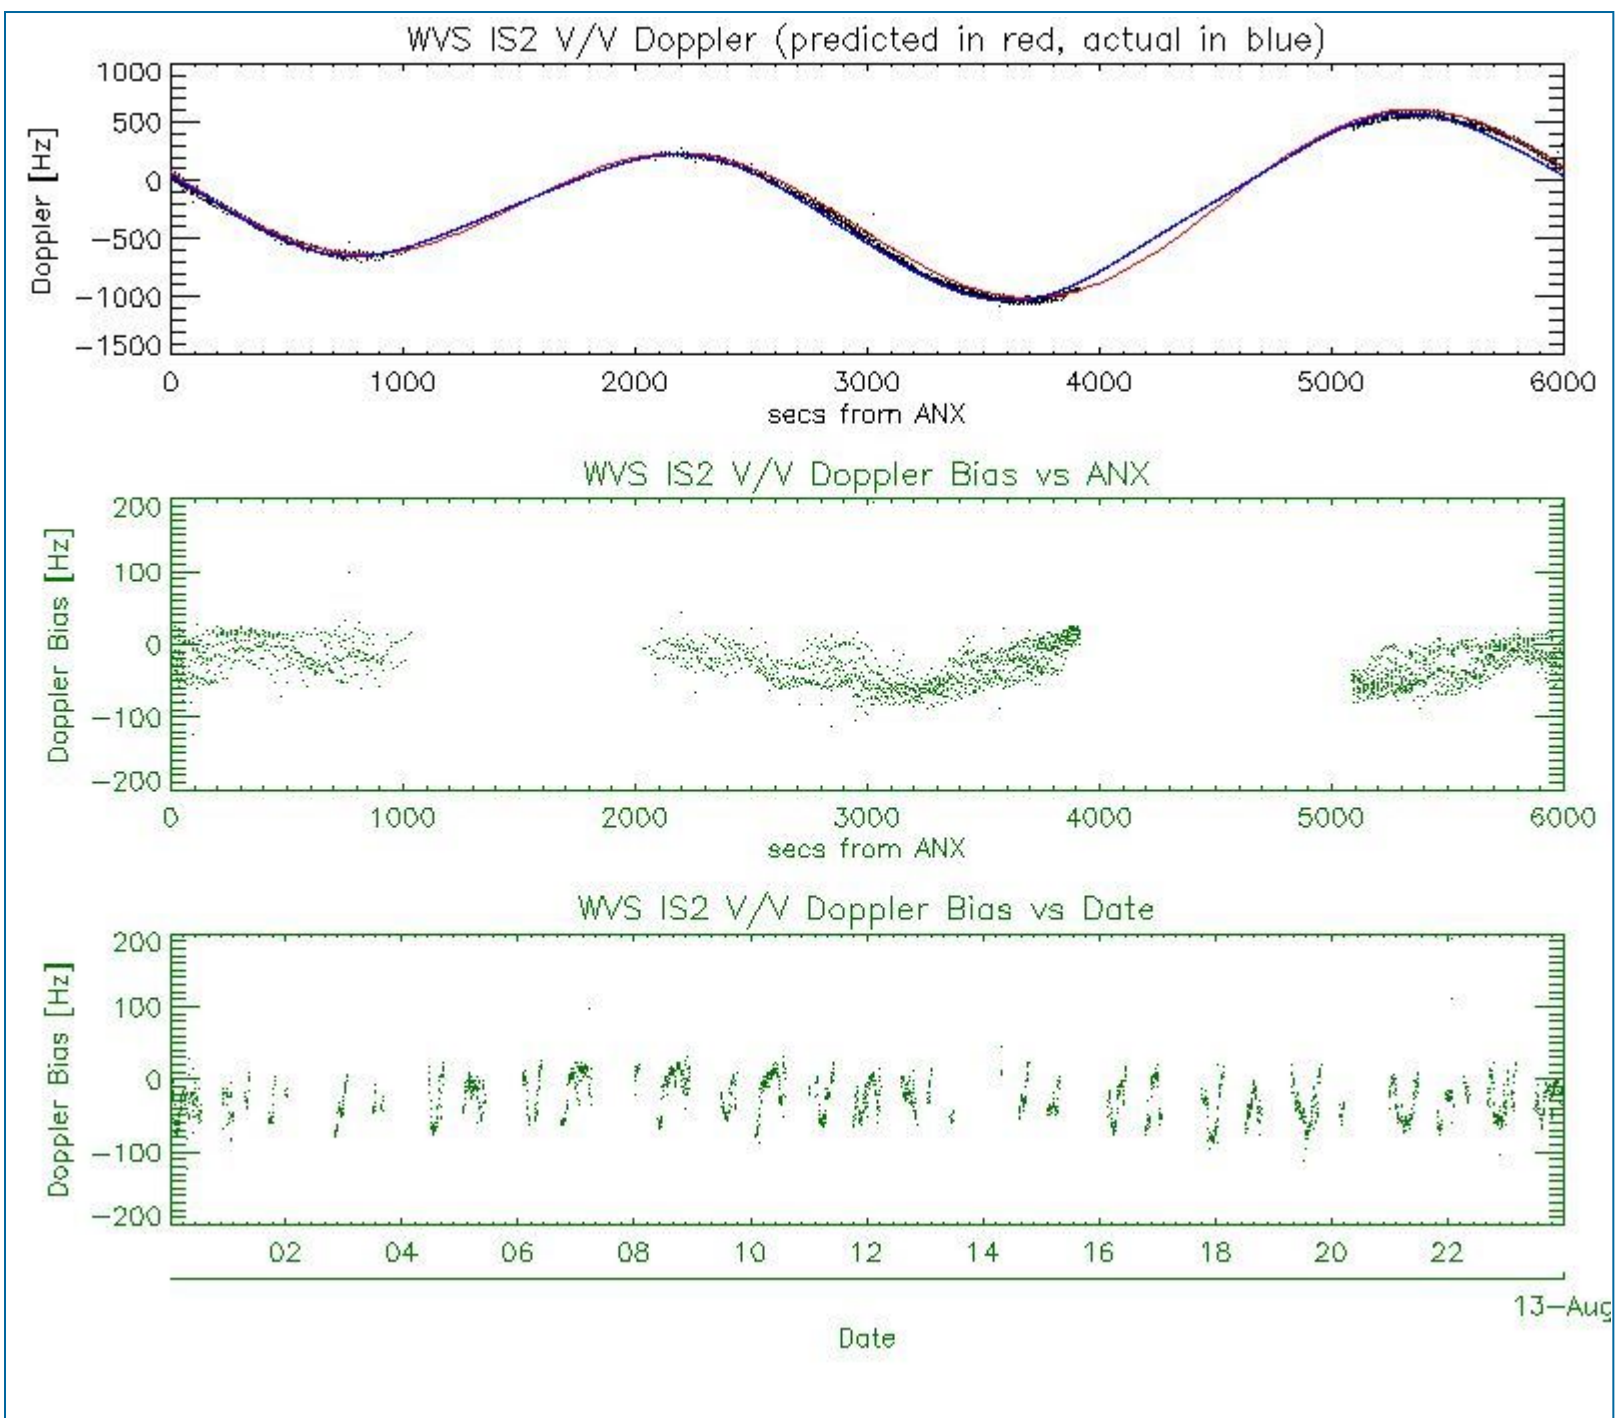 WVS IS2 V/V Doppler (predicted in red, actual in blue)
Doppler [Hz]
1000
500
0
−500
−1000
−1500
0 1000 2000 3000 4000 5000 6000
secs from ANX
WVS IS2 V/V Doppler Bias vs ANX
Doppler Bias [Hz]
200
100
0
−100
−200
0 1000 2000 3000 4000 5000 6000
secs from ANX
WVS IS2 V/V Doppler Bias vs Date
Doppler Bias [Hz]
200
100
0
−100
−200
02 04 06 08 10 12 14 16 18 20 22
13−Aug
Date